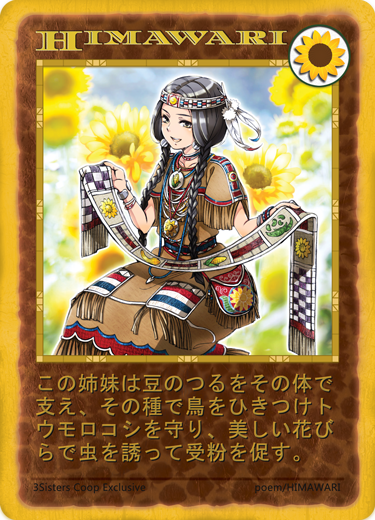 HIMAWARI
この姉妹は豆のつるをその体で
支え、その種で鳥をひきつけト
ウモロコシを守り、美しい花び
らで虫を誘って受粉を促す。
3Sisters Coop Exclusive
poem/HIMAWARI